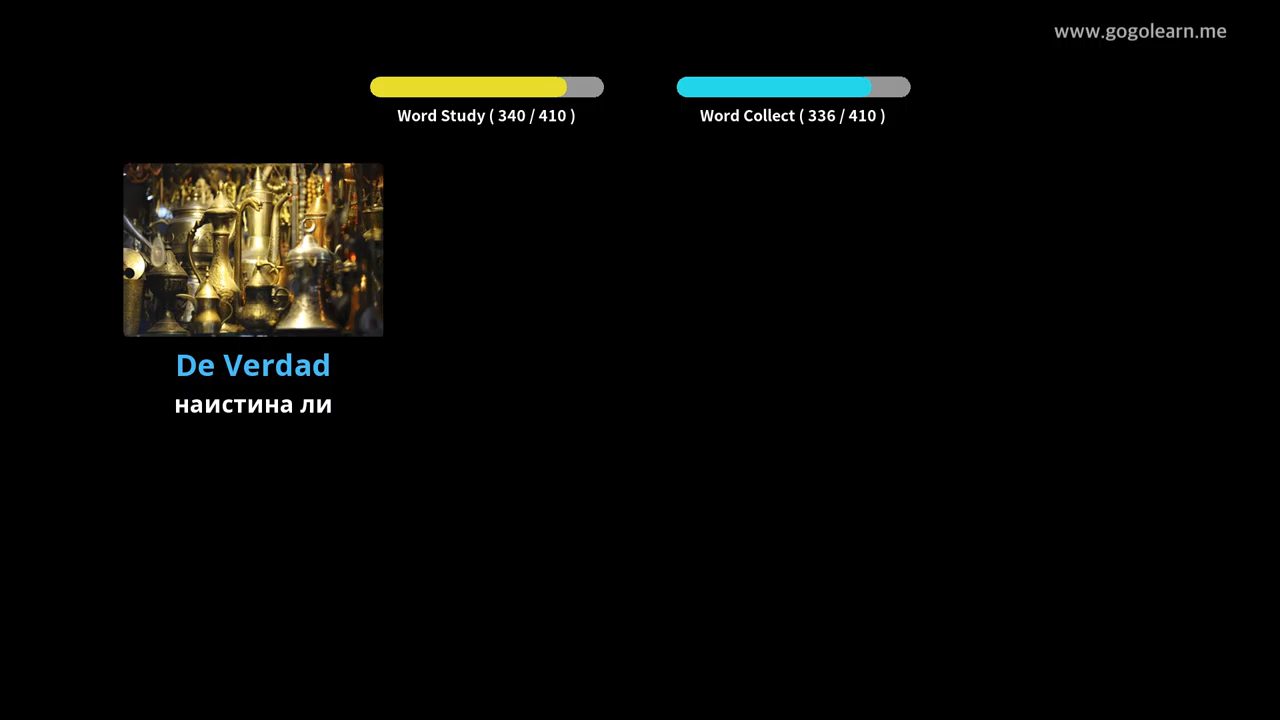 www.gogolearn.me
Word Study ( 340 / 410 )
Word Collect ( 336 / 410 )
De Verdad
наистина ли